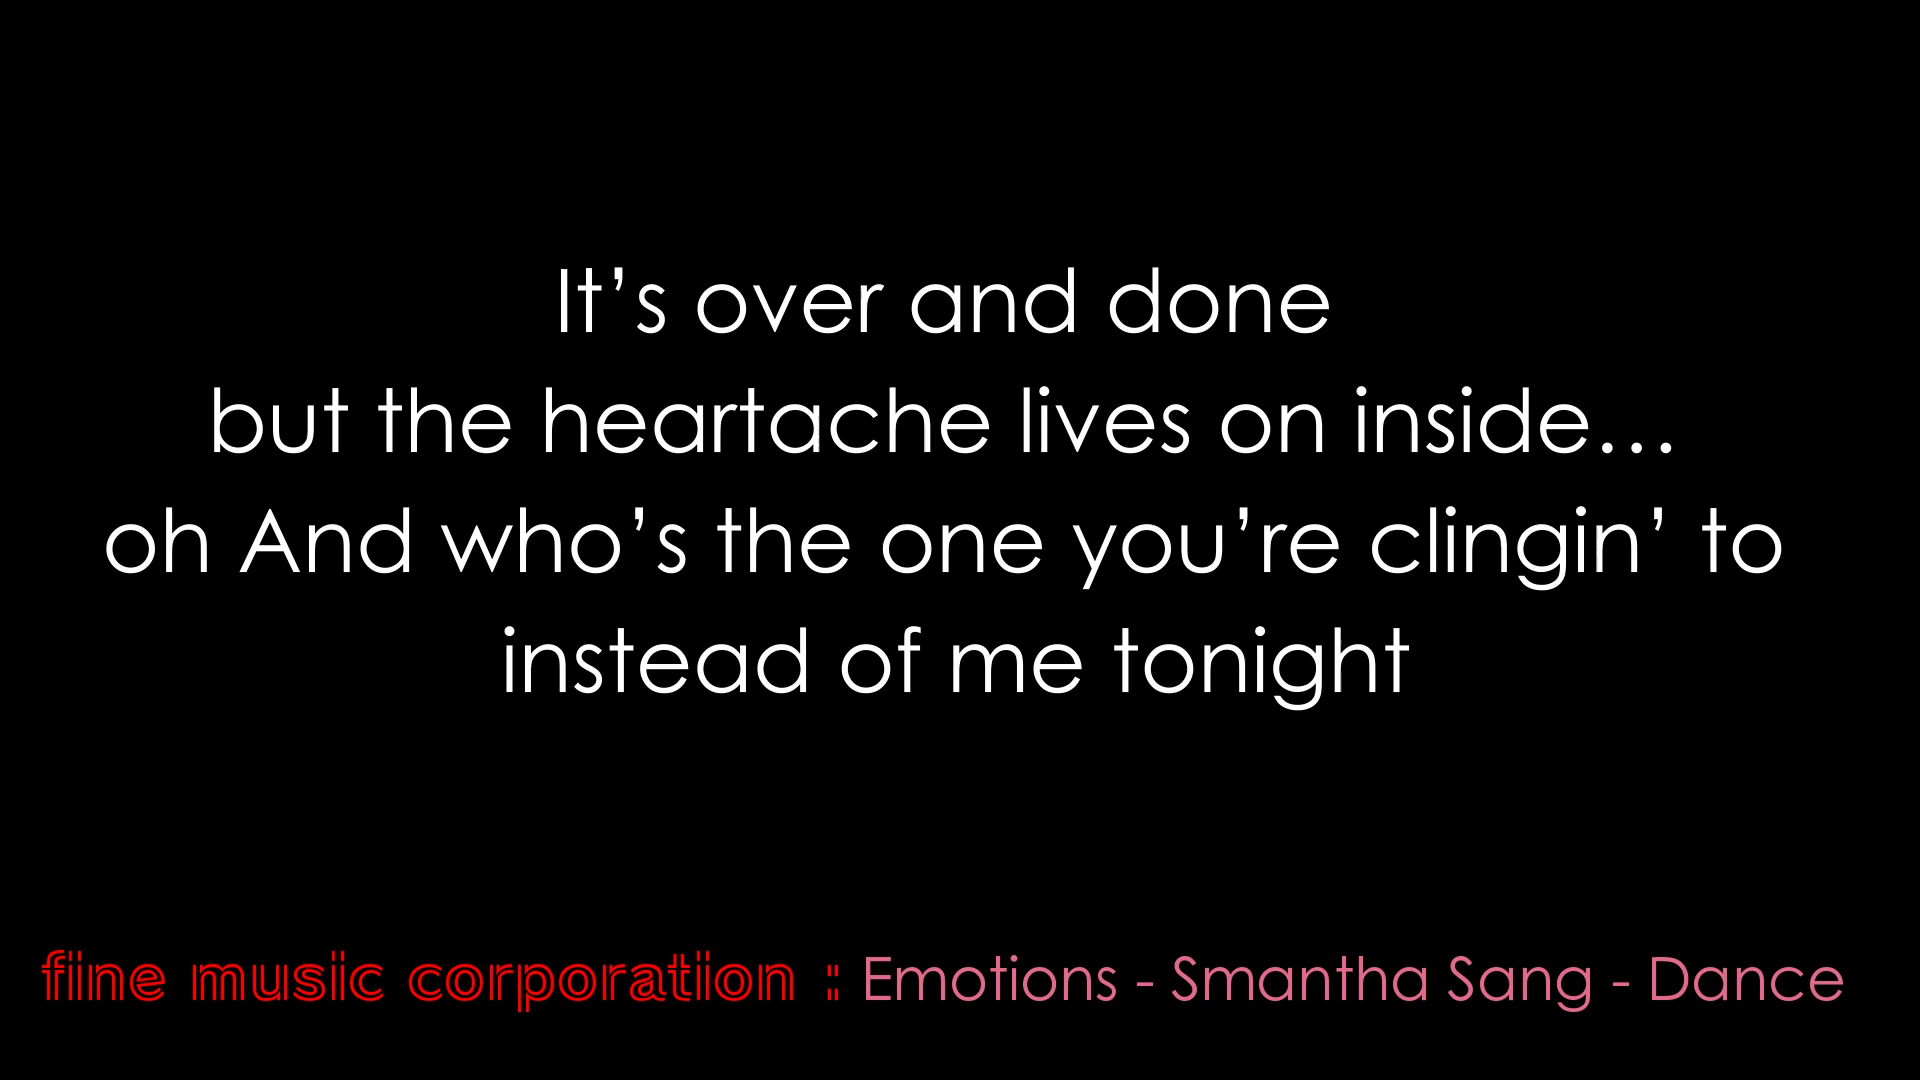 It’s over and done
but the heartache lives on inside…
oh And who’s the one you’re clingin’ to
instead of me tonight
fine music corporation : Emotions - Smantha Sang - Dance